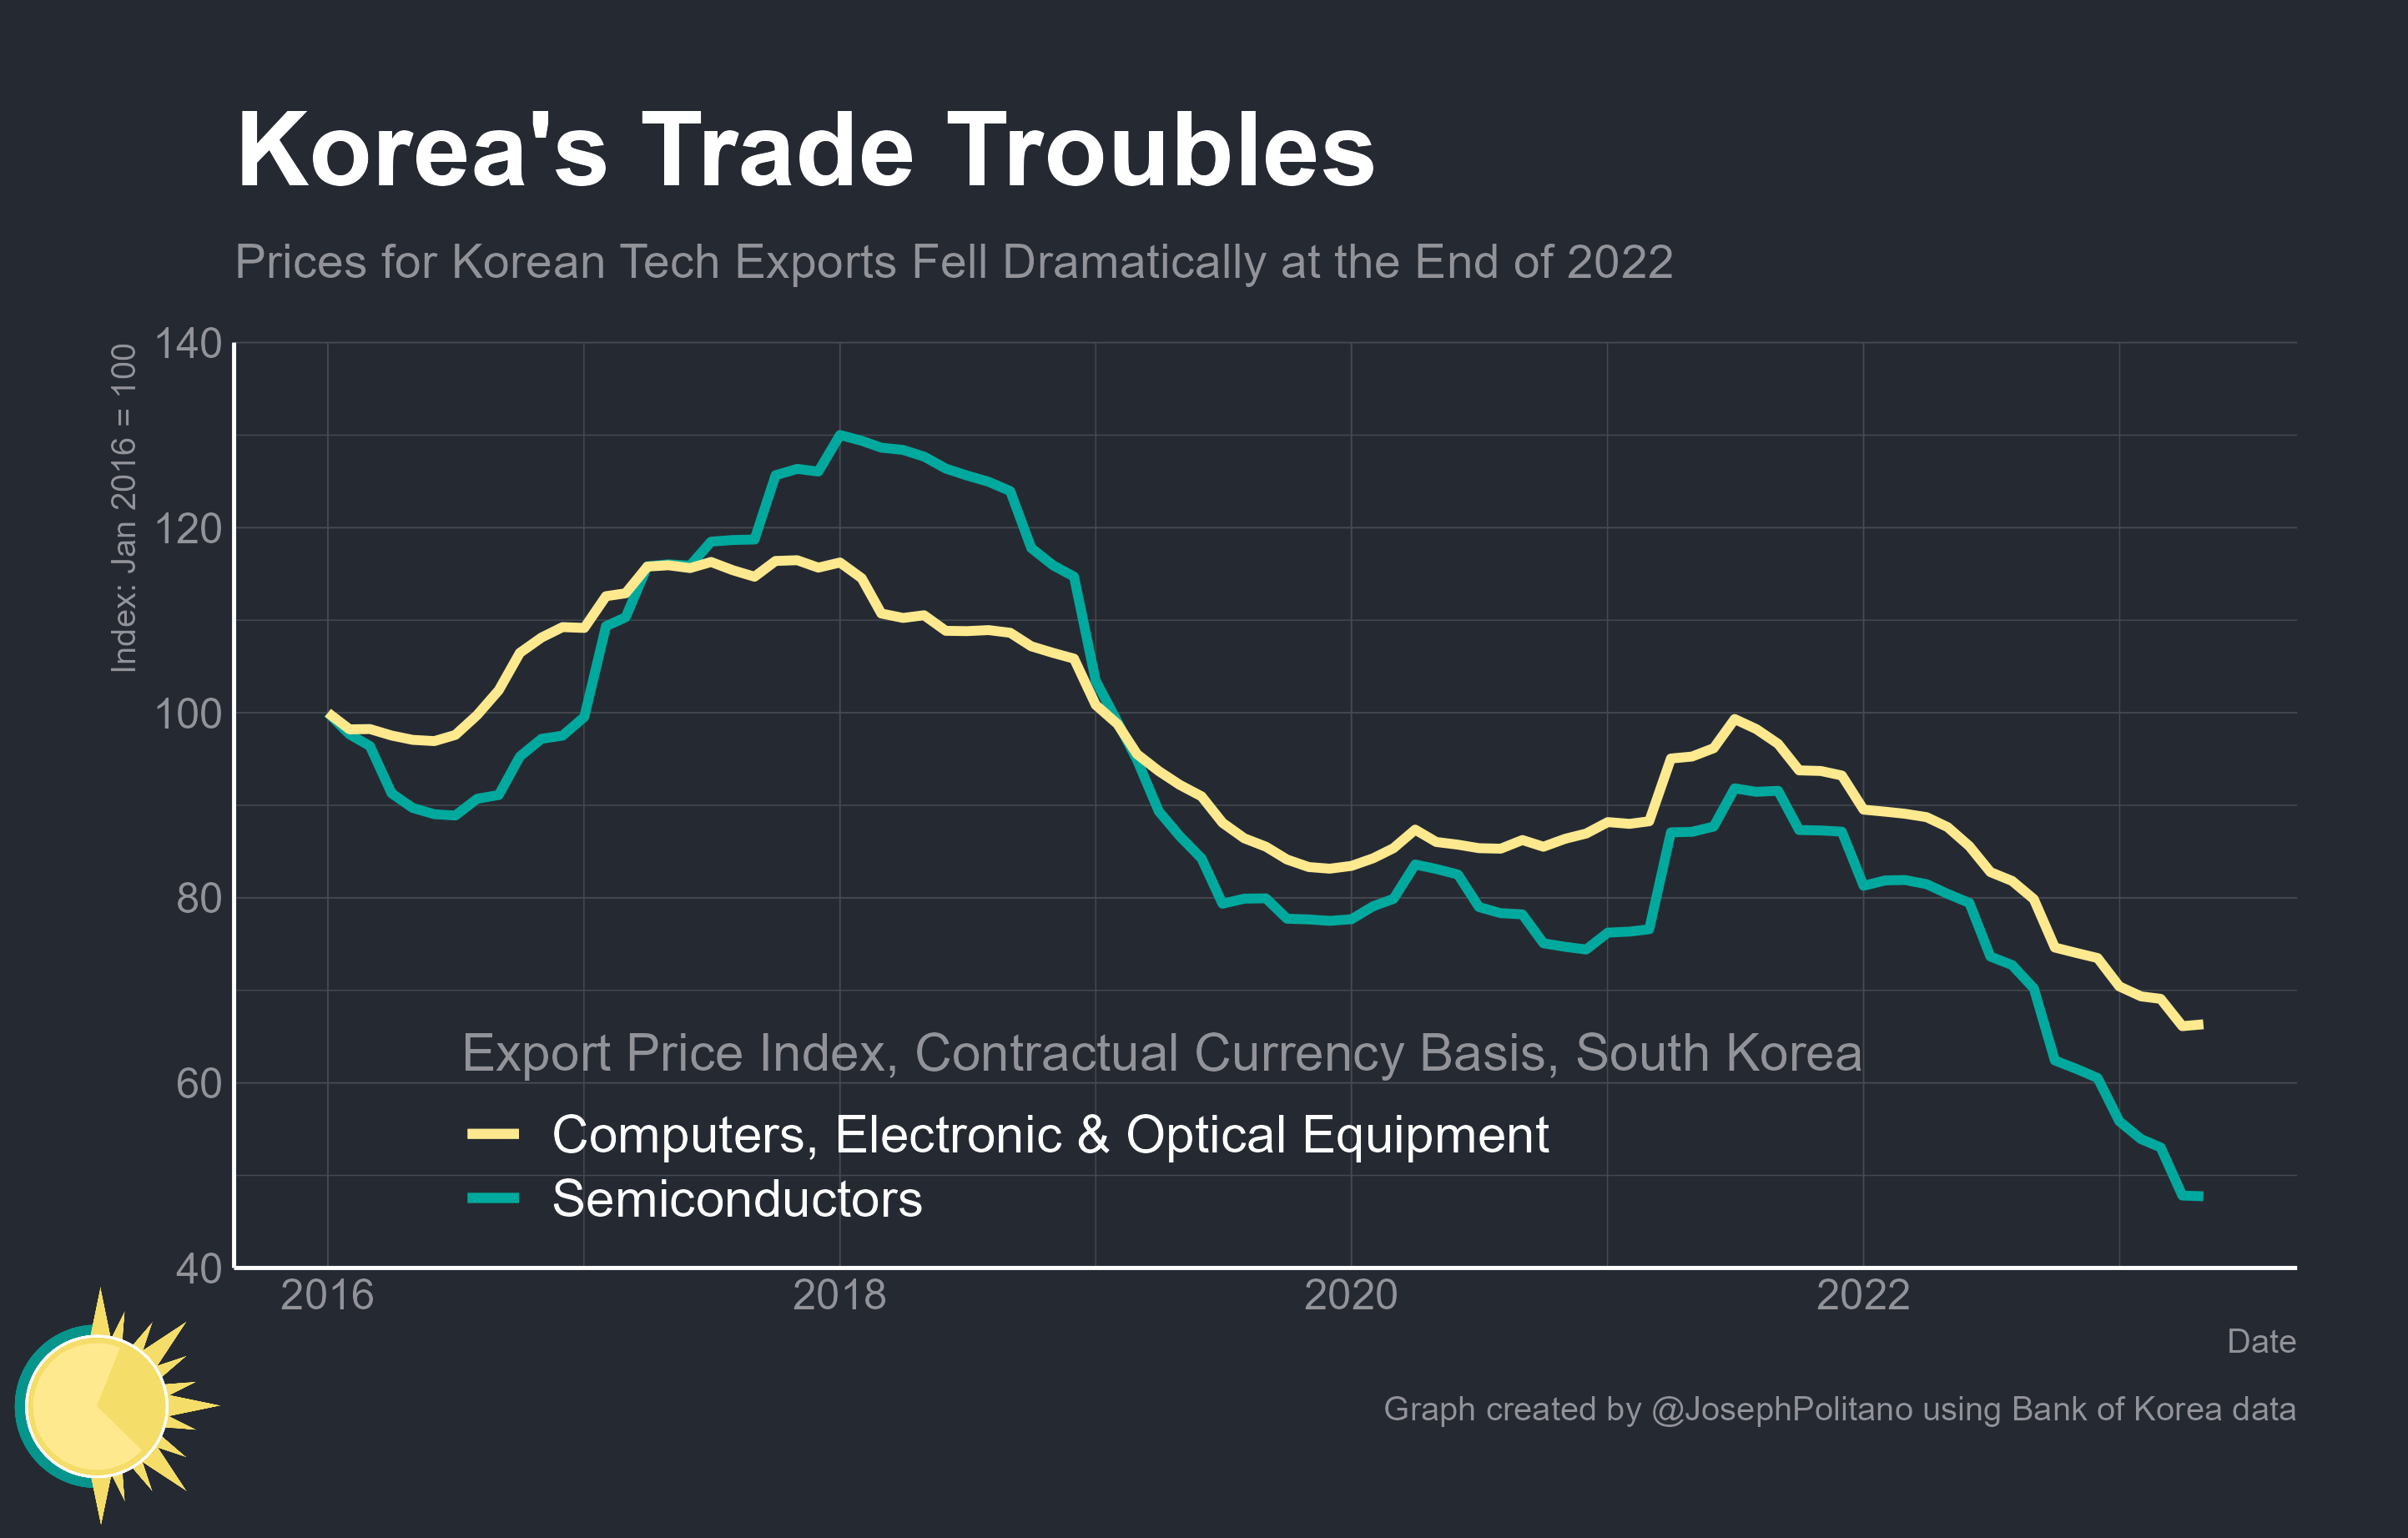 Korea's Trade Troubles
Prices for Korean Tech Exports Fell Dramatically at the End of 2022
Index: Jan 2016 = 100
140
120
100
80
60
40
Export Price Index, Contractual Currency Basis, South Korea
Computers, Electronic & Optical Equipment
Semiconductors
2016
2018
2020
2022
Date
Graph created by @JosephPolitano using Bank of Korea data